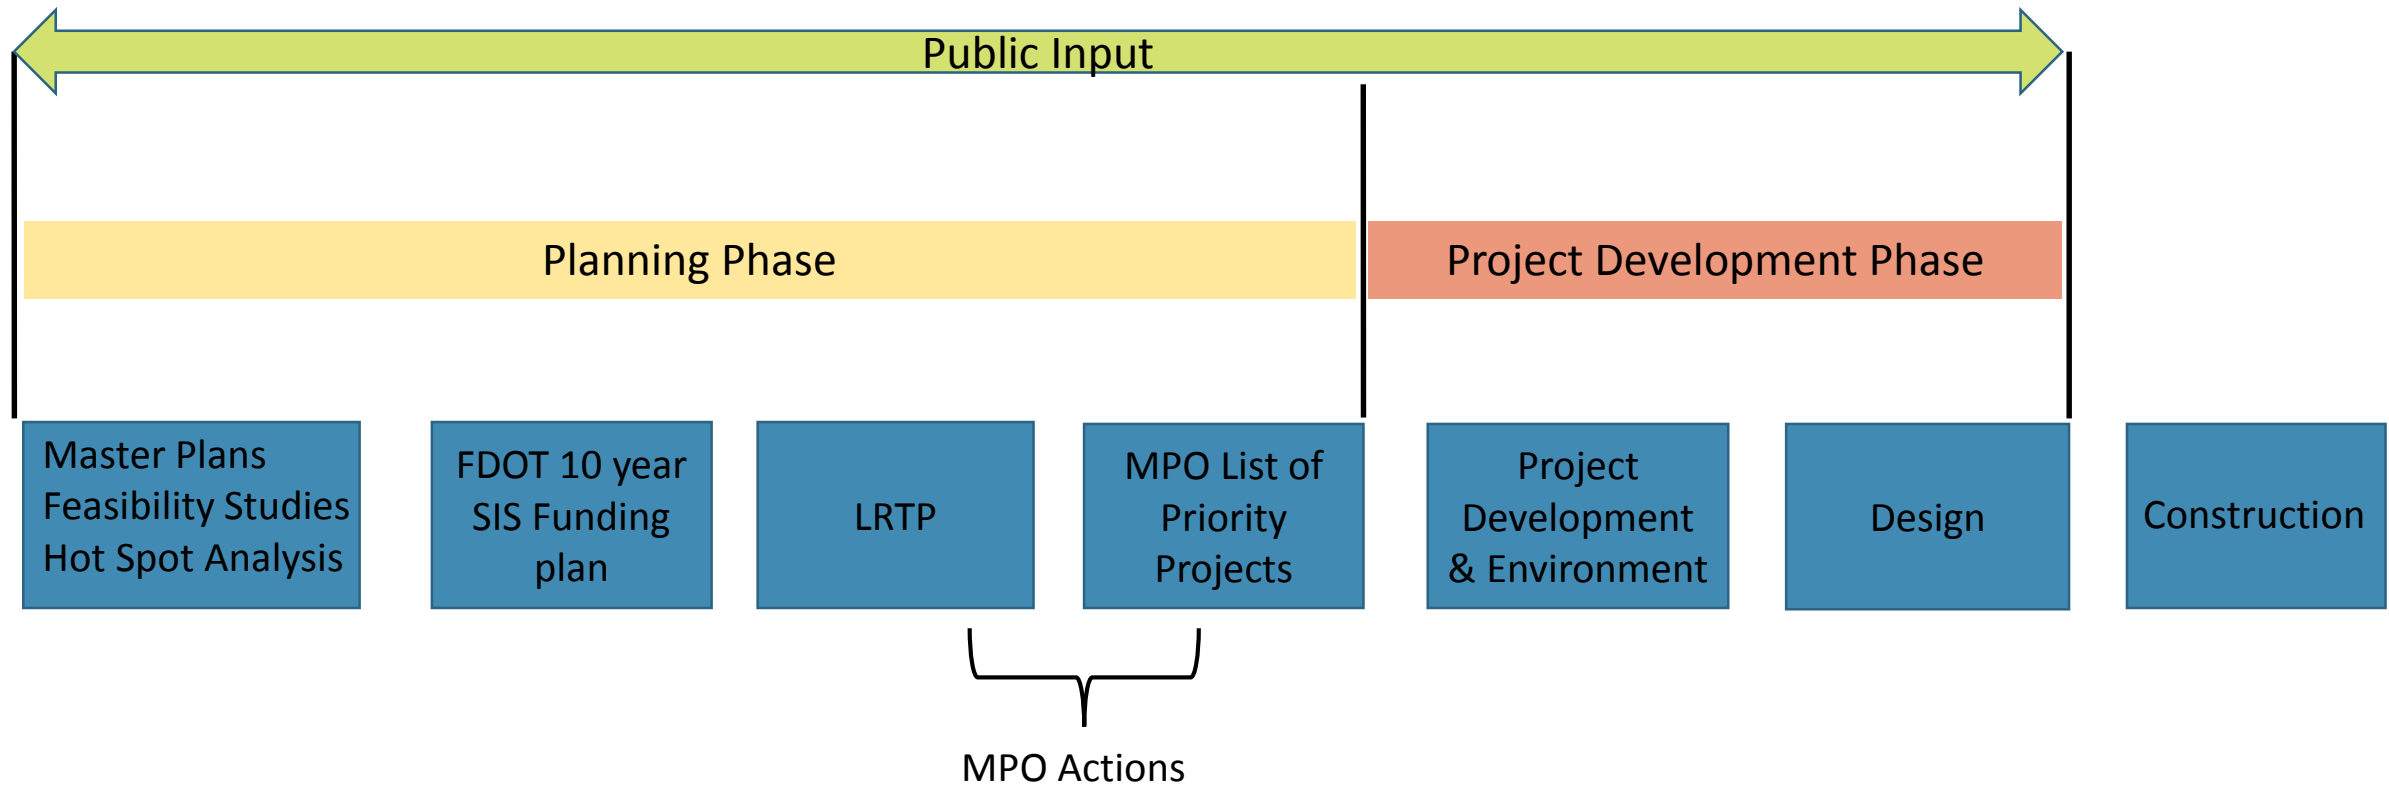 Public Input
Planning Phase
Project Development Phase
Master Plans
Feasibility Studies
Hot Spot Analysis
FDOT 10 year
SIS Funding
plan
LRTP
MPO List of
Priority
Projects
Project
Development
& Environment
Design
Construction
MPO Actions